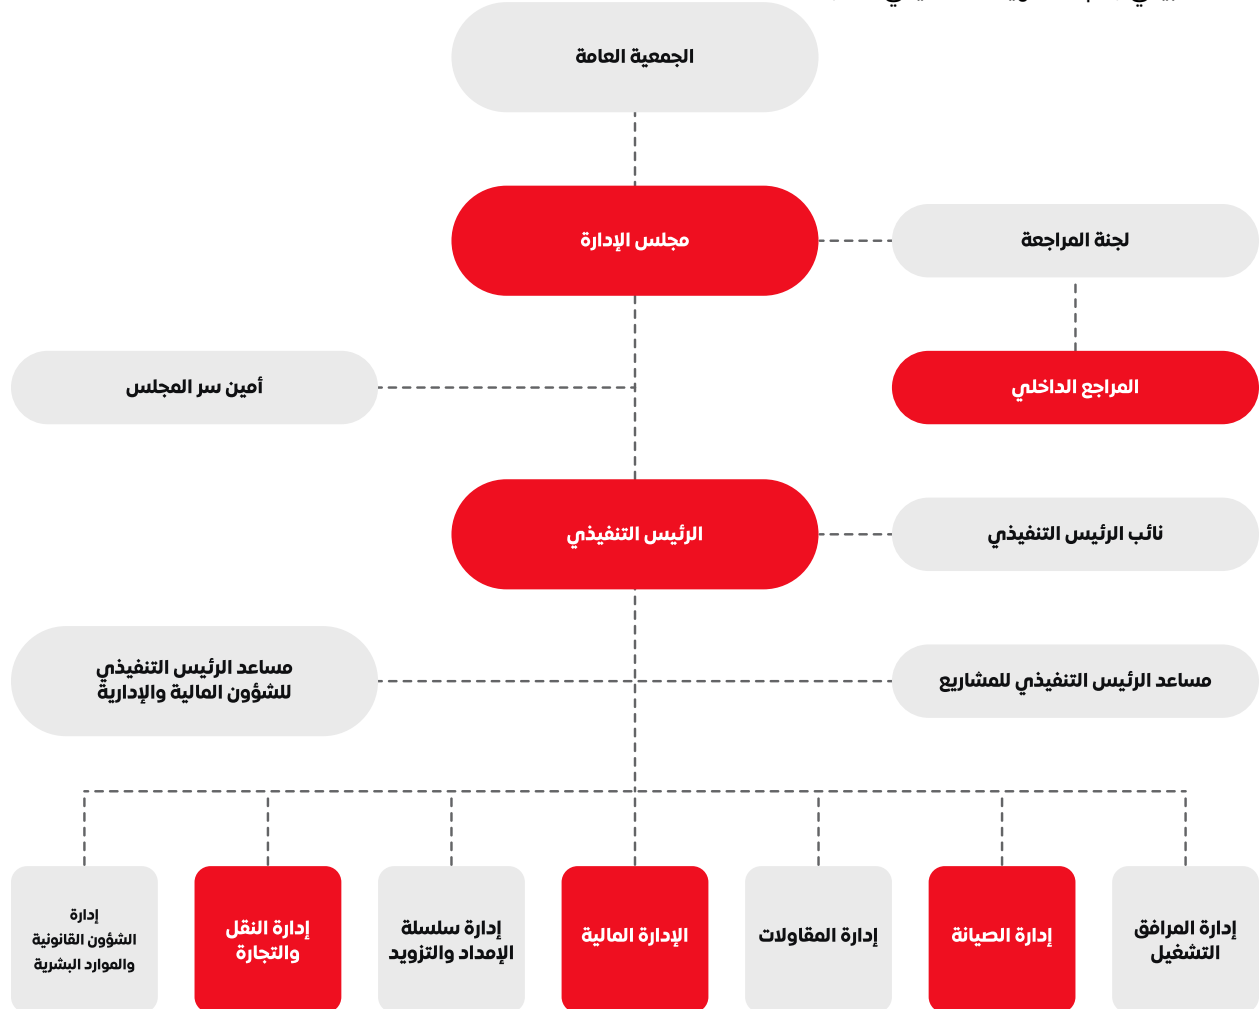 الجمعية العامة
لجنة المراجعة
مجلس الإدارة
المراجع الداخلي
أمين سر المجلس
نائب الرئيس التنفيذي
الرئيس التنفيذي
مساعد الرئيس التنفيذي للمشاريع
مساعد الرئيس التنفيذي
للشؤون المالية والإدارية
إدارة المرافق
التشغيل
إدارة الصيانة
إدارة المقاولات
الإدارة المالية
إدارة سلسلة
الإمداد والتزويد
إدارة النقل
والتجارة
إدارة
الشؤون القانونية
والموارد البشرية